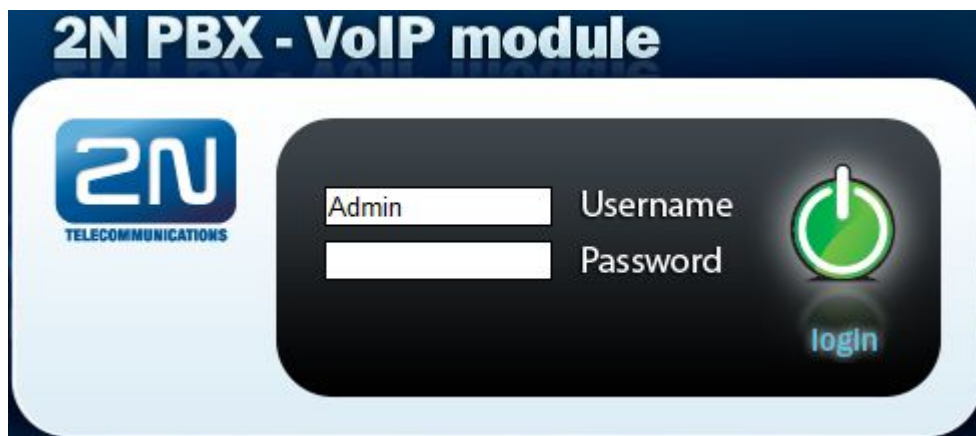 2N PBX - VoIP module
2N
TELECOMMUNICATIONS
Admin Username
Password
login